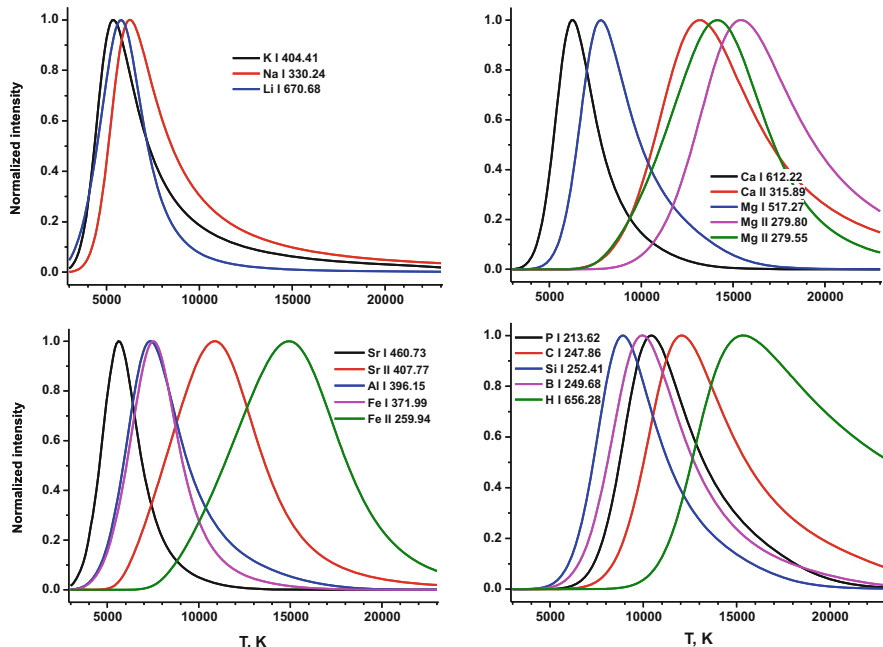 Normalized intensity
1.0
0.8
0.6
0.4
0.2
1.0
5000
10000
15000
20000
K I 404.41
Na I 330.24
Li I 670.68
1.0
0.8
0.6
0.4
0.2
0.0
5000
10000
15000
20000
Ca I 612.22
Ca II 315.89
Mg I 517.27
Mg II 279.80
Mg II 279.55
Normalized intensity
1.0
0.8
0.6
0.4
0.2
0.0
5000
10000
15000
20000
Sr I 460.73
Sr II 407.77
Al I 396.15
Fe I 371.99
Fe II 259.94
T. K
1.0
0.8
0.6
0.4
0.2
0.0
5000
10000
15000
20000
P I 213.62
C I 247.86
Si I 252.41
B I 249.68
H I 656.28
T, K